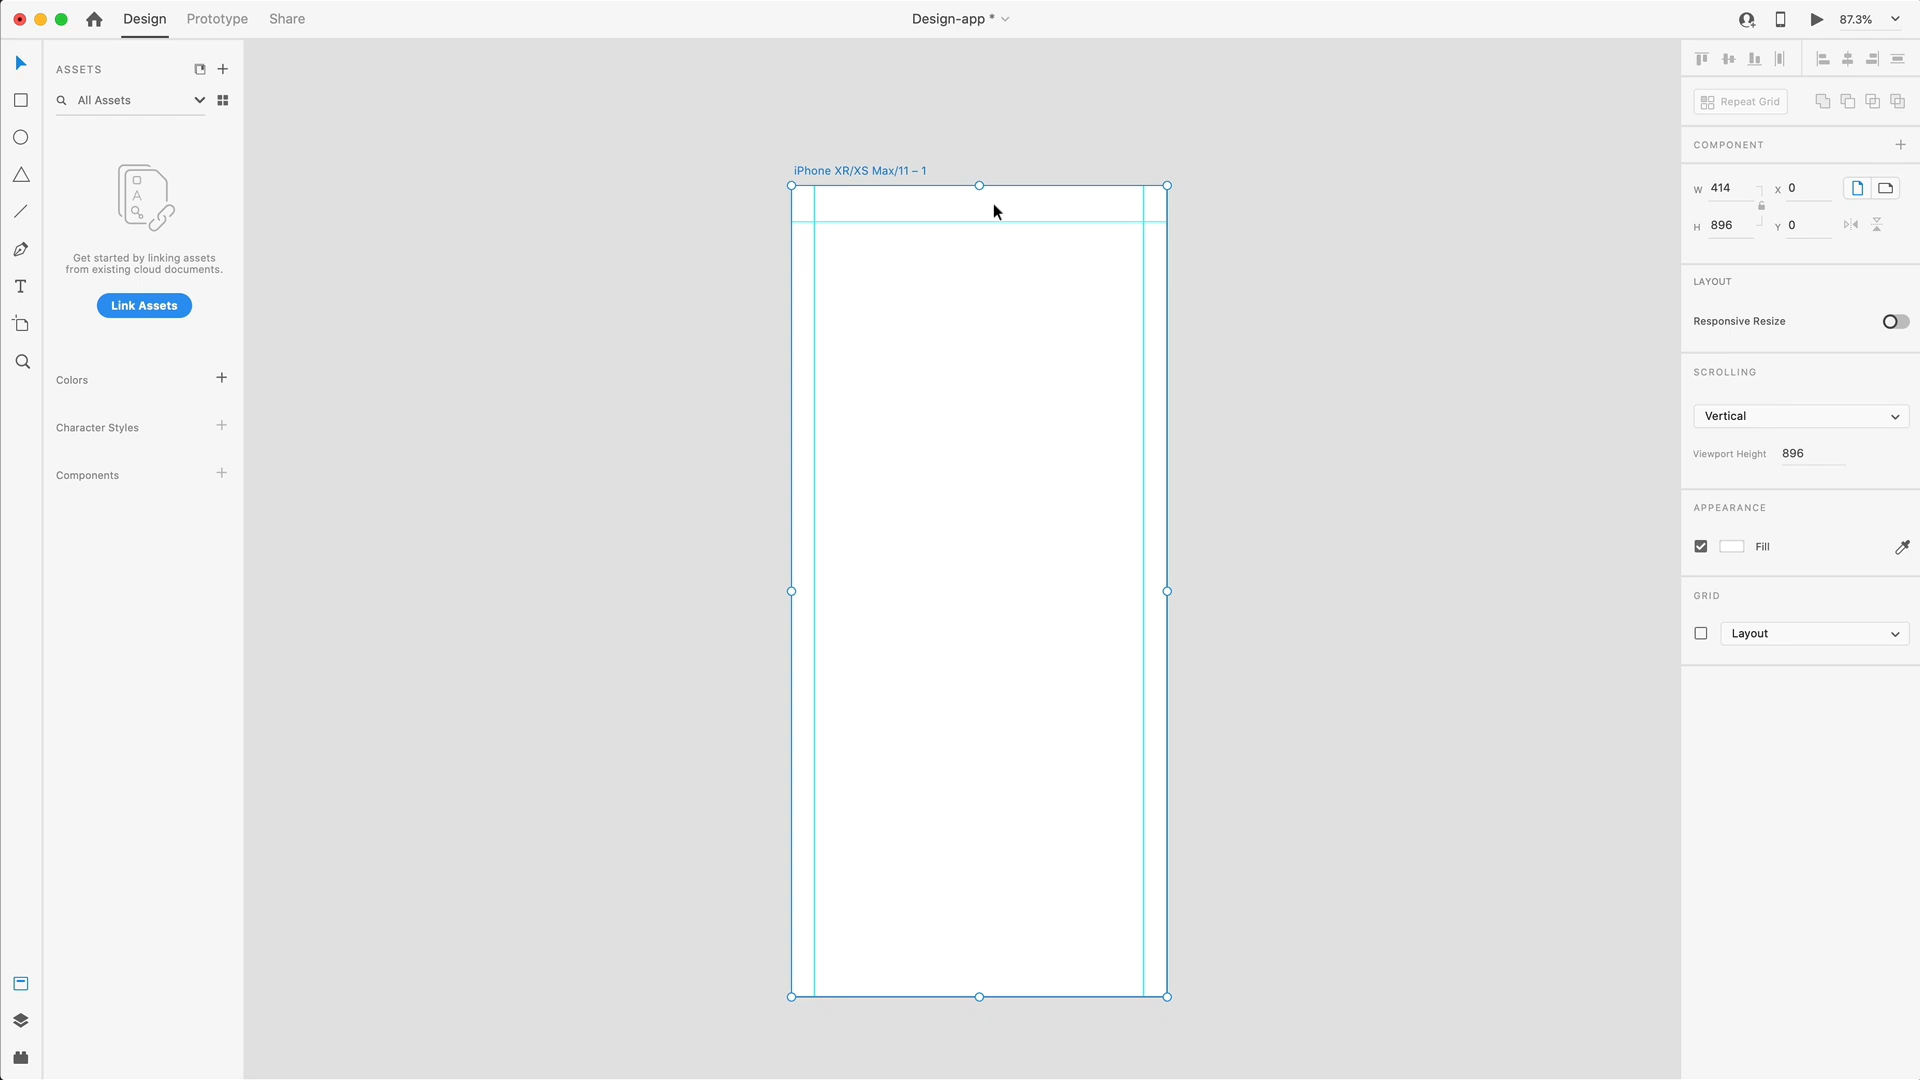 Design
Prototype
Share
Design-app *
87.3%
ASSETS
All Assets
A
Get started by linking assets
from existing cloud documents.
Link Assets
Colors
Character Styles
Components
T
iPhone XR/XS Max/11 – 1
Repeat Grid
COMPONENT
W 414
X 0
H 896
Y 0
LAYOUT
Responsive Resize
SCROLLING
Vertical
Viewport Height 896
APPEARANCE
Fill
GRID
Layout